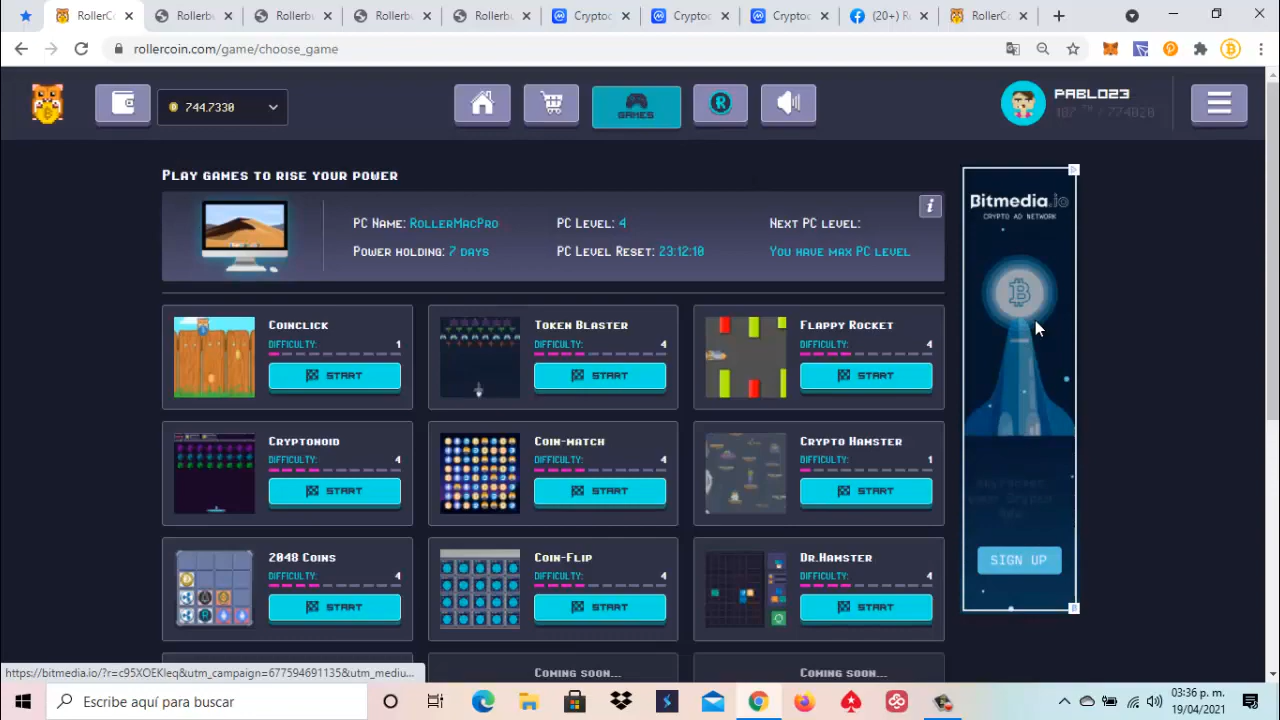 RollerCo
Rollerbu
Rollerb
Rollerbu
Rollerbu
Cryptoc
Cryptoc
Cryptoc
(20+) R
RollerCo
rollercoin.com/game/choose_game
744.7330
GAMES
PABLO23
PLAY GAMES TO RISE YOUR POWER
PC NAME: ROLLERMACPRO
PC LEVEL: 4
NEXT PC LEVEL:
POWER HOLDING: 7 DAYS
PC LEVEL RESET: 23:12:10
YOU HAVE MAX PC LEVEL
Bitmedia.io
CRYPTO AD NETWORK
COINCLICK
DIFFICULTY: 1
START
TOKEN BLASTER
DIFFICULTY: 4
START
FLAPPY ROCKET
DIFFICULTY: 4
START
CRYPTONOID
DIFFICULTY: 4
START
COIN-MATCH
DIFFICULTY: 4
START
CRYPTO HAMSTER
DIFFICULTY: 1
START
2048 COINS
DIFFICULTY: 4
START
COIN-FLIP
DIFFICULTY: 4
START
DR.HAMSTER
DIFFICULTY: 4
START
SIGN UP
COMING SOON...
COMING SOON...
https://bitmedia.io/?r=c95XOEKleq&utm_campaign=677594691135&utm_mediu...
Escribe aquí para buscar
03:36 p. m.
19/04/2021